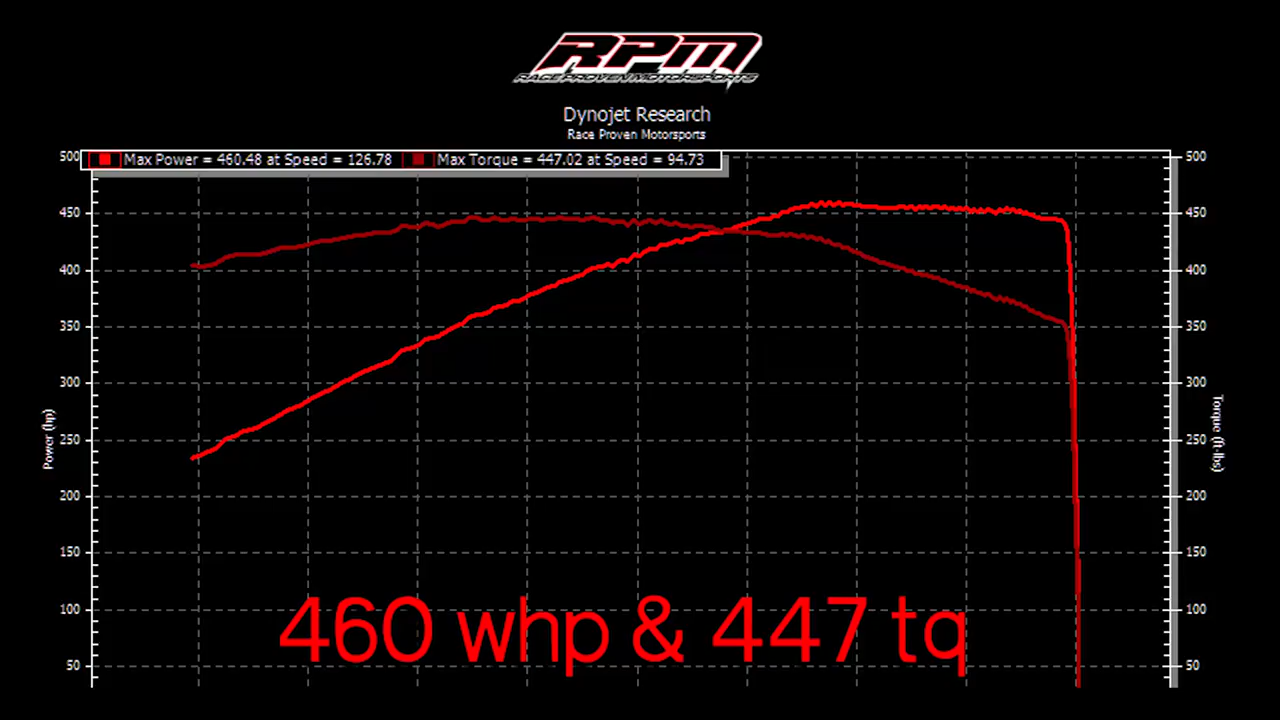 RPM
RACE PROVEN MOTORSPORTS
Dynojet Research
Race Proven Motorsports
Max Power = 460.48 at Speed = 126.78 Max Torque = 447.02 at Speed = 94.73
500 500
450 450
400 400
350 350
300 300
250 250
200 200
150 150
100 100
50 50
Power (hp)
Torque (ft-lbs)
460 whp & 447 tq